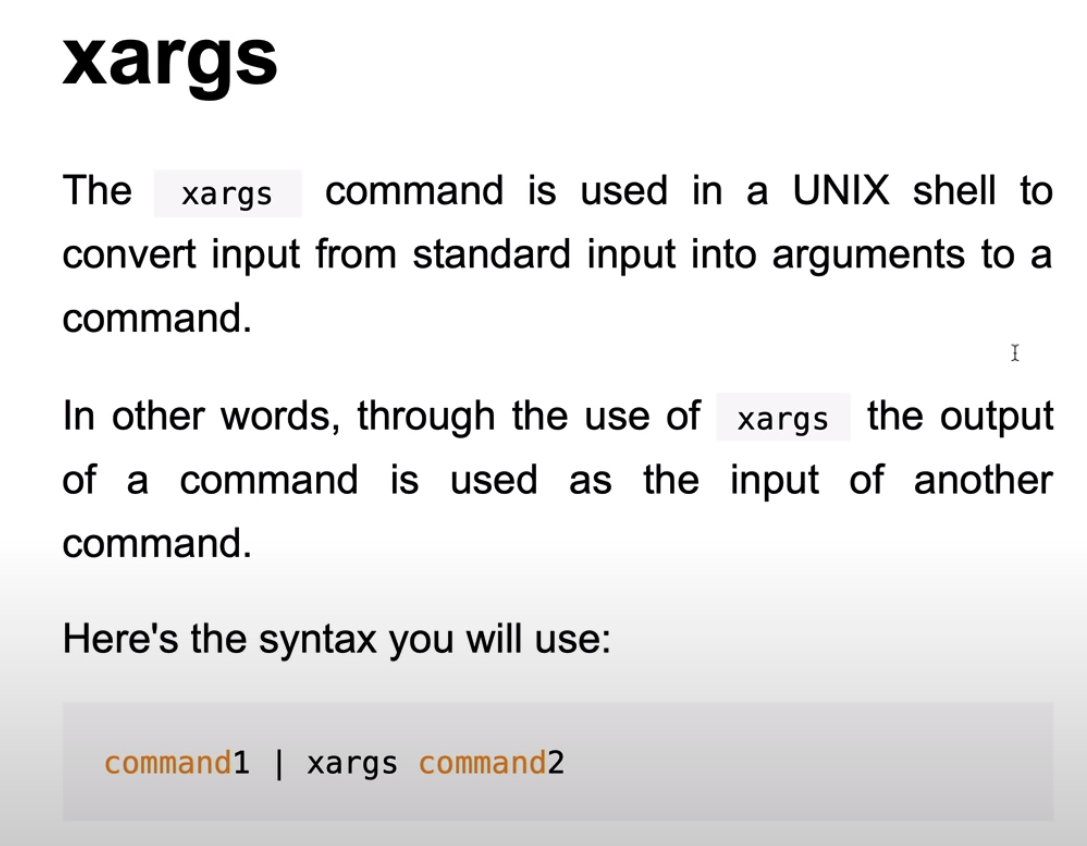 xargs
The xargs command is used in a UNIX shell to
convert input from standard input into arguments to a
command.
In other words, through the use of xargs the output
of a command is used as the input of another
command.
Here's the syntax you will use:
command1 | xargs command2